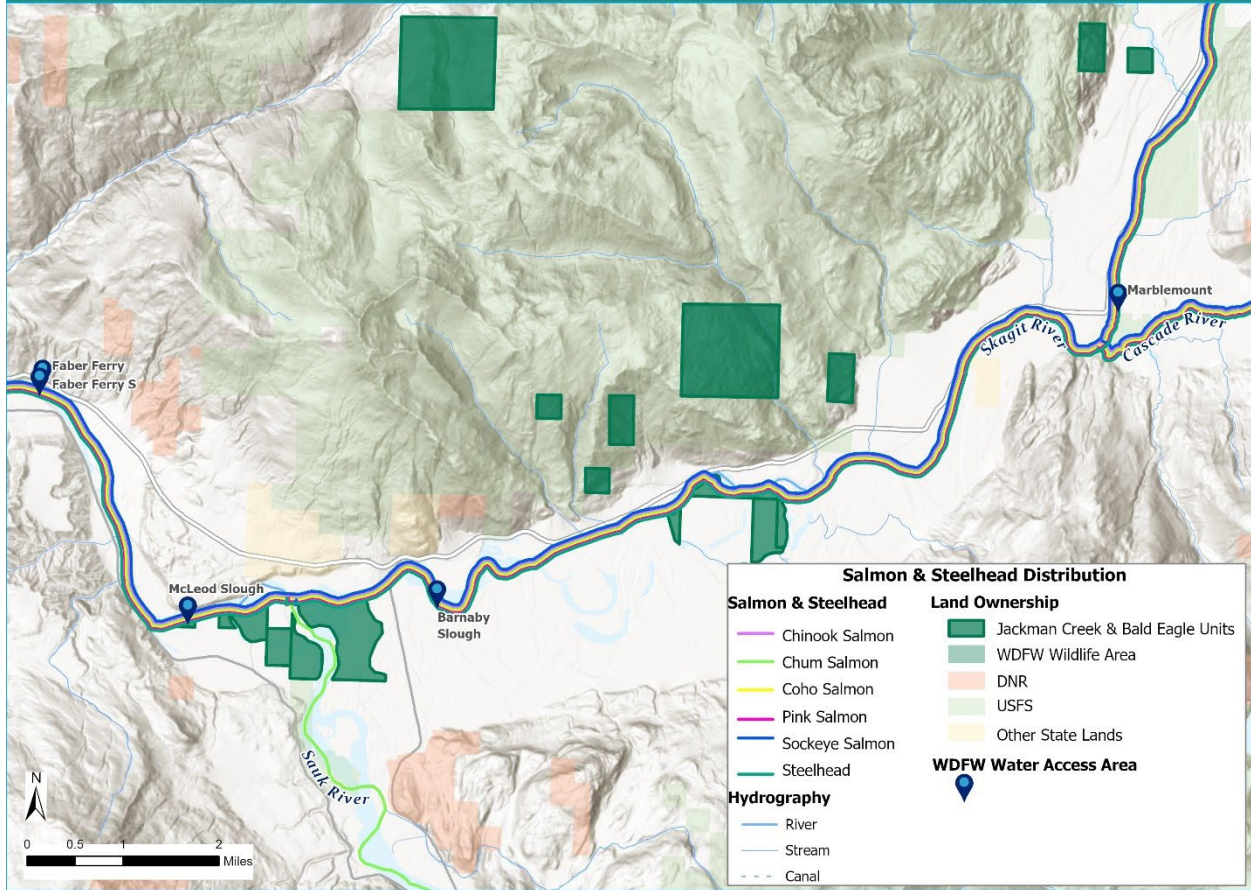 Marblemount
Skagit River
Cascade River
Faber Ferry
Faber Ferry S
McLeod Slough
Barnaby
Slough
Sauk River
N
0 0.5 1 2
Miles
Salmon & Steelhead Distribution
Salmon & Steelhead
Chinook Salmon
Chum Salmon
Coho Salmon
Pink Salmon
Sockeye Salmon
Steelhead
Hydrography
River
Stream
Canal
Land Ownership
Jackman Creek & Bald Eagle Units
WDFW Wildlife Area
DNR
USFS
Other State Lands
WDFW Water Access Area